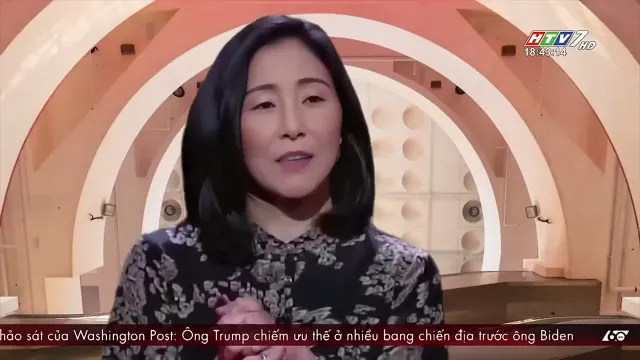 HTV7 HD
18:43:14
hảo sát của Washington Post: Ông Trump chiếm ưu thế ở nhiều bang chiến địa trước ông Biden